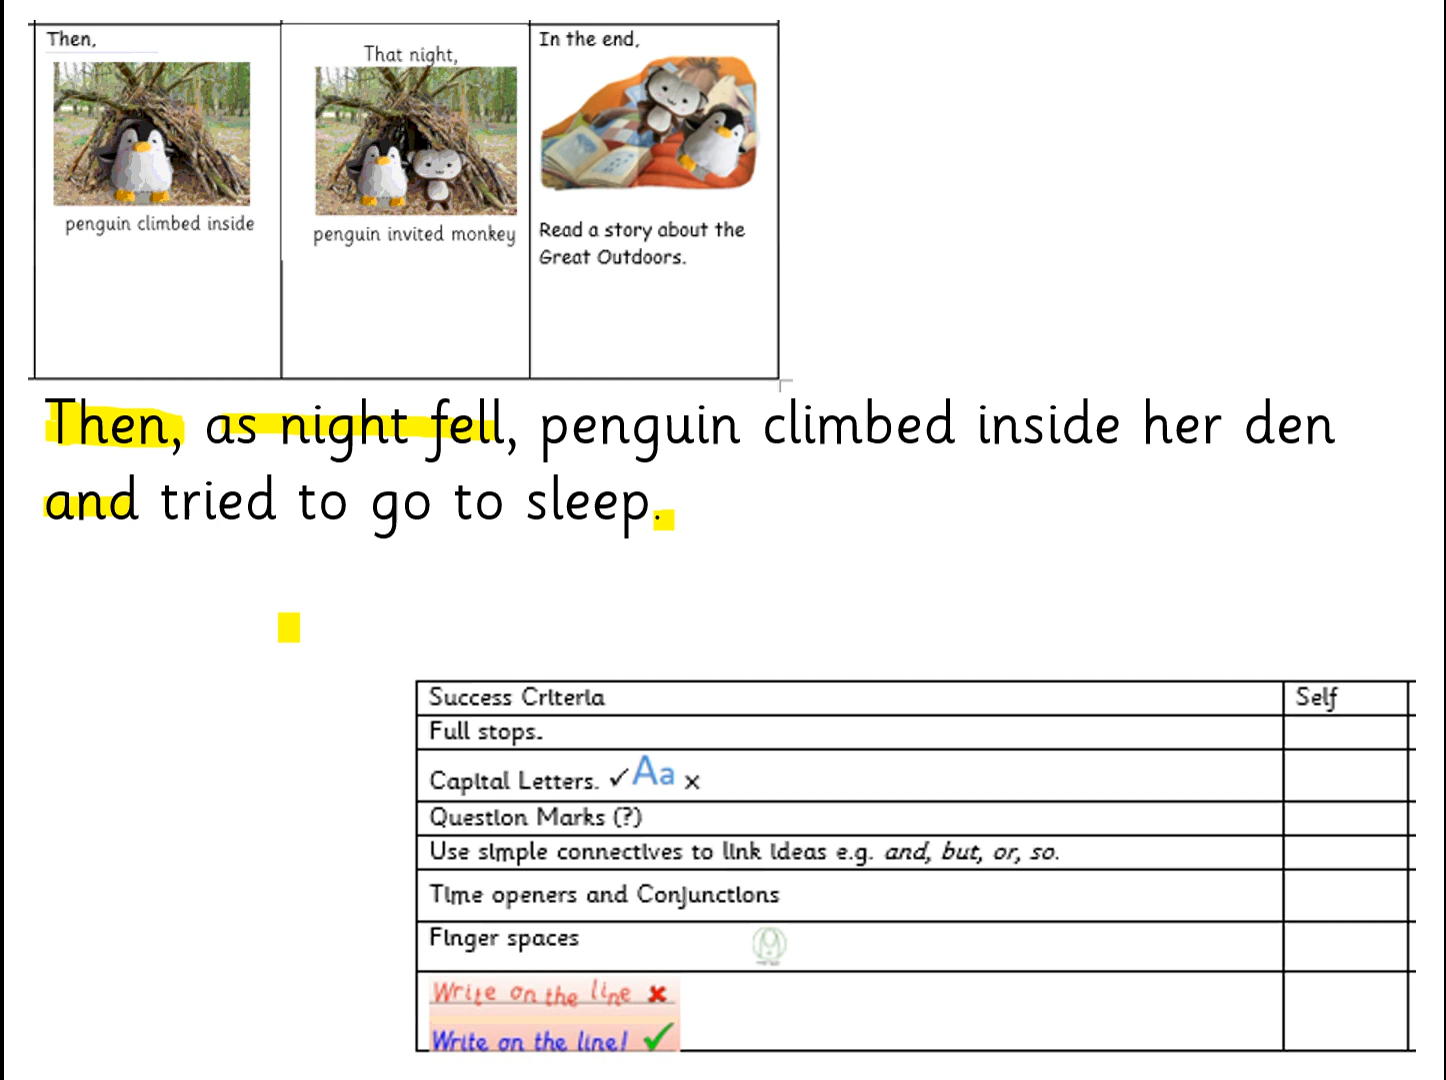 Then,
penguin climbed inside
That night,
penguin invited monkey
In the end,
Read a story about the
Great Outdoors.
Then, as night fell, penguin climbed inside her den
and tried to go to sleep.
Success Criteria
Self
Full stops.
Capital Letters. ✓ Aa x
Question Marks (?)
Use simple connectives to link ideas e.g. and, but, or, so.
Time openers and Conjunctions
Finger spaces
Write on the line ✗
Write on the line! ✓